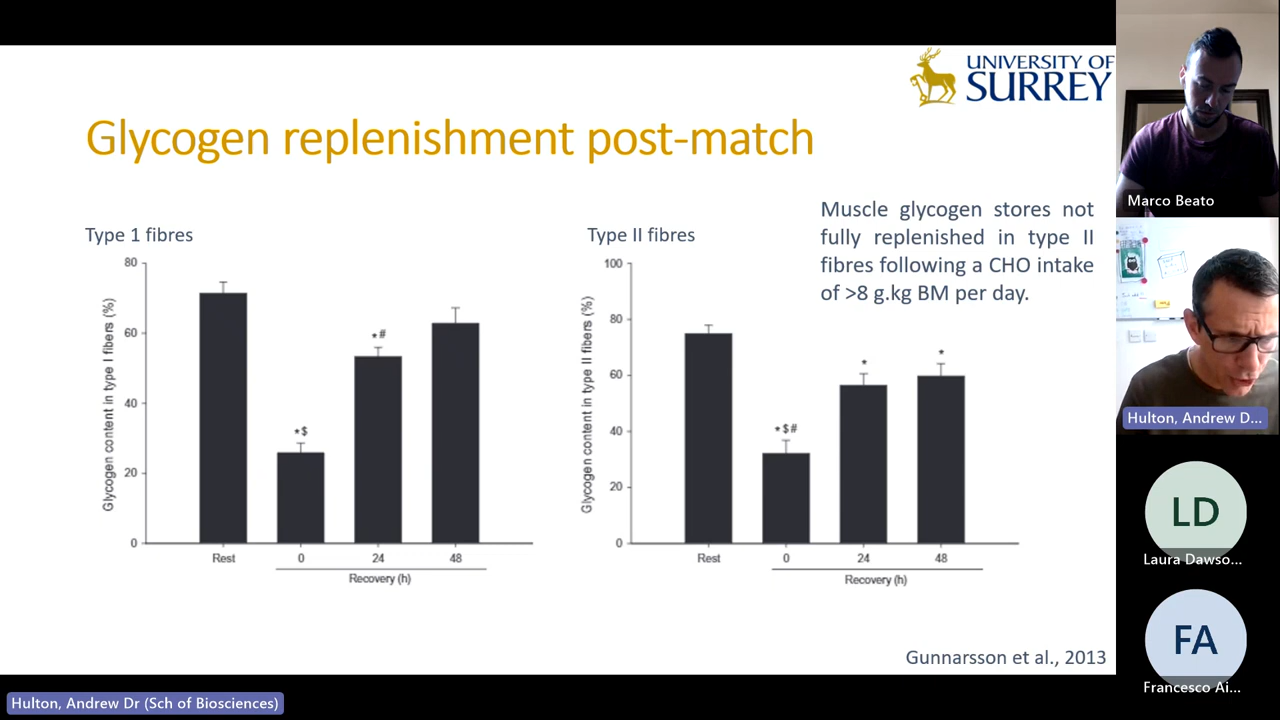 UNIVERSITY OF
SURREY
Glycogen replenishment post-match
Muscle glycogen stores not
fully replenished in type II
fibres following a CHO intake
of >8 g.kg BM per day.
Type 1 fibres
Glycogen content in type I fibers (%)
80
60
40
20
0
*$
*#
Rest
0
24
48
Recovery (h)
Type II fibres
Glycogen content in type II fibers (%)
100
80
60
40
20
0
*$#
*
*
Rest
0
24
48
Recovery (h)
Gunnarsson et al., 2013
Marco Beato
Hulton, Andrew D...
LD
Laura Dawso...
FA
Francesco Ai...
Hulton, Andrew Dr (Sch of Biosciences)